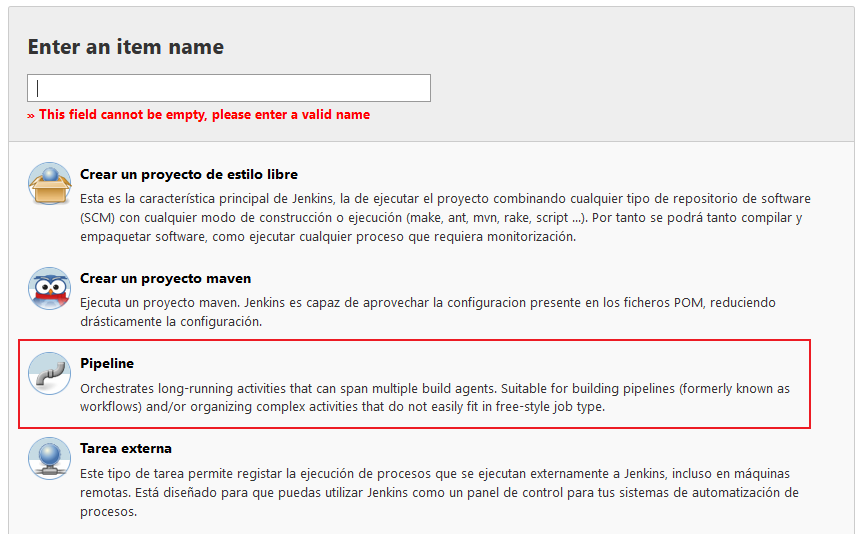 Enter an item name
» This field cannot be empty, please enter a valid name
Crear un proyecto de estilo libre
Esta es la característica principal de Jenkins, la de ejecutar el proyecto combinando cualquier tipo de repositorio de software
(SCM) con cualquier modo de construcción o ejecución (make, ant, mvn, rake, script ...). Por tanto se podrá tanto compilar y
empaquetar software, como ejecutar cualquier proceso que requiera monitorización.
Crear un proyecto maven
Ejecuta un proyecto maven. Jenkins es capaz de aprovechar la configuracion presente en los ficheros POM, reduciendo
drásticamente la configuración.
Pipeline
Orchestrates long-running activities that can span multiple build agents. Suitable for building pipelines (formerly known as
workflows) and/or organizing complex activities that do not easily fit in free-style job type.
Tarea externa
Este tipo de tarea permite registar la ejecución de procesos que se ejecutan externamente a Jenkins, incluso en máquinas
remotas. Está diseñado para que puedas utilizar Jenkins como un panel de control para tus sistemas de automatización de
procesos.